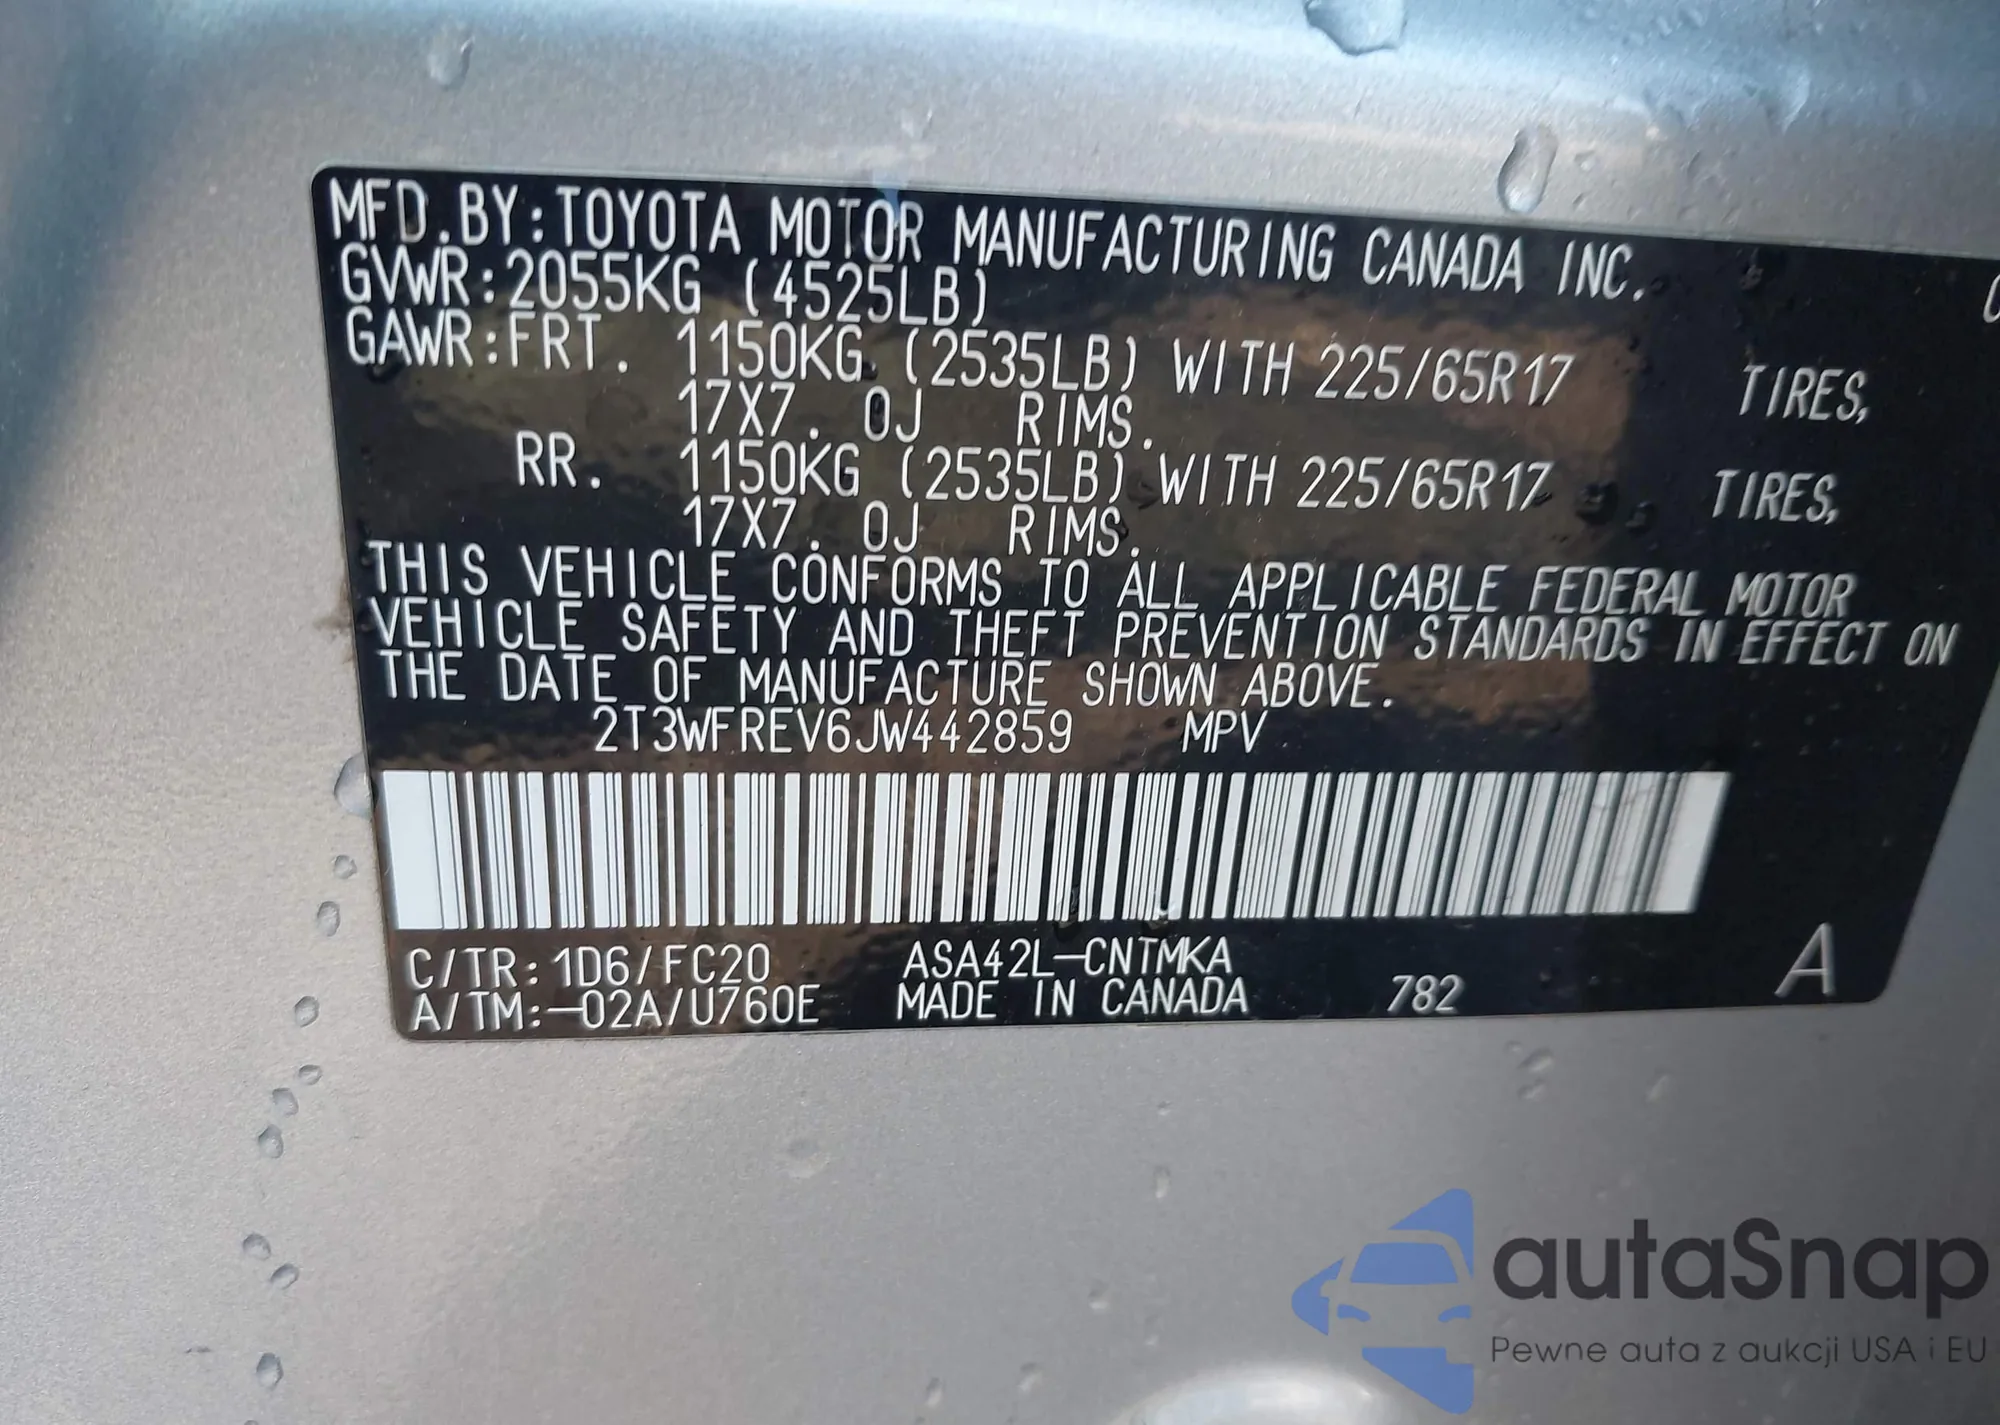 MFD.BY:TOYOTA MOTOR MANUFACTURING CANADA INC.
GVWR:2055KG (4525LB)
GAWR:FRT. 1150KG (2535LB) WITH 225/65R17 TIRES,
17X7.0J RIMS.
RR. 1150KG (2535LB) WITH 225/65R17 TIRES,
17X7.0J RIMS.
THIS VEHICLE CONFORMS TO ALL APPLICABLE FEDERAL MOTOR
VEHICLE SAFETY AND THEFT PREVENTION STANDARDS IN EFFECT ON
THE DATE OF MANUFACTURE SHOWN ABOVE.
2T3WFREV6JW442859 MPV
C/TR:1D6/FC20 ASA42L-CNTMKA
A/TM:-02A/U760E MADE IN CANADA 782 A
autaSnap
Pewne auta z aukcji USA i EU